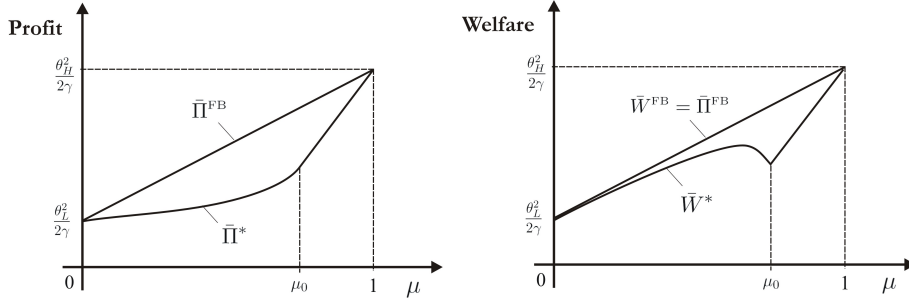 Profit
θ_H^2/2γ
Π̄^FB
θ_L^2/2γ
Π̄*
0
μ_0
1
μ
Welfare
θ_H^2/2γ
W̄^FB = Π̄^FB
θ_L^2/2γ
W̄*
0
μ_0
1
μ